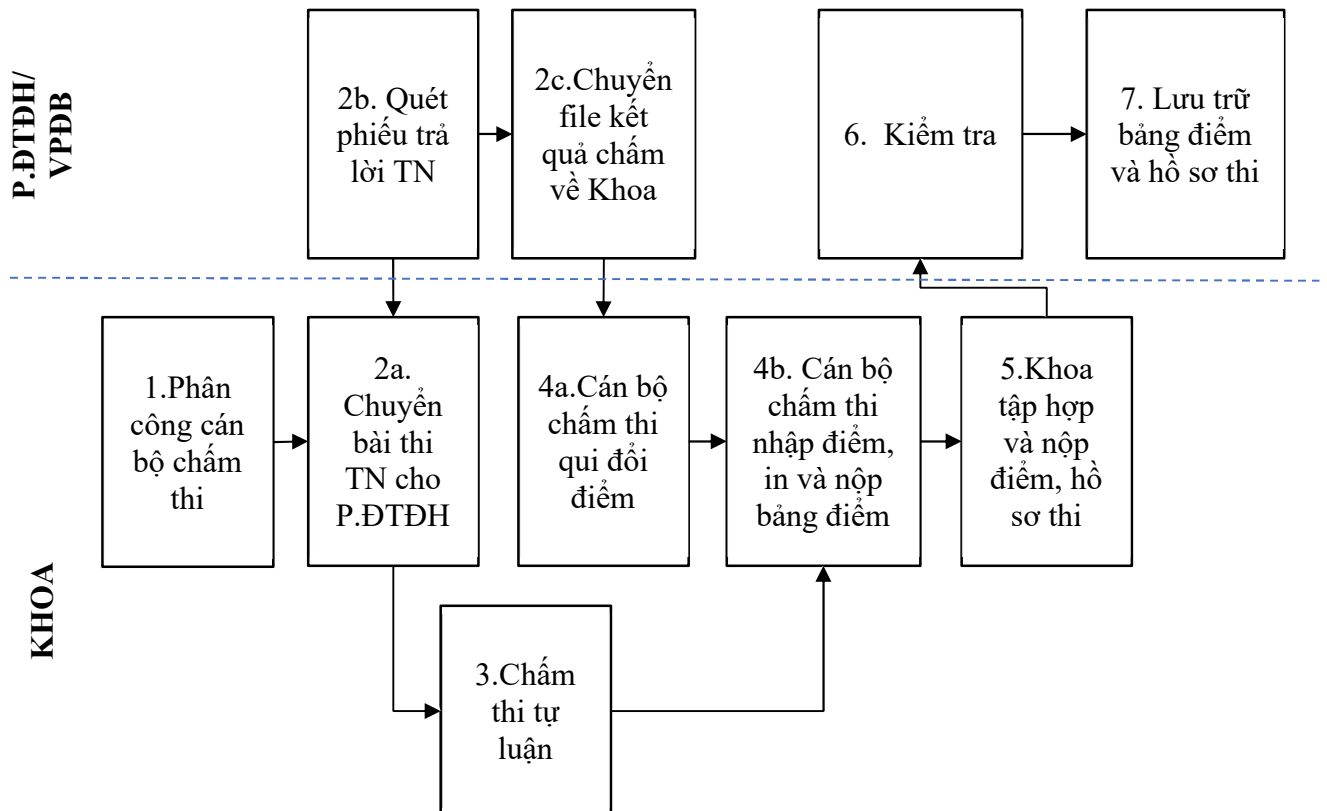 P.ĐTĐH/
VPĐB
2b. Quét
phiếu trả
lời TN
2c.Chuyển
file kết
quả chấm
về Khoa
6. Kiểm tra
7. Lưu trữ
bảng điểm
và hồ sơ thi
KHOA
1.Phân
công cán
bộ chấm
thi
2a.
Chuyển
bài thi
TN cho
P.ĐTĐH
4a.Cán bộ
chấm thi
qui đổi
điểm
4b. Cán bộ
chấm thi
nhập điểm,
in và nộp
bảng điểm
5.Khoa
tập hợp
và nộp
điểm, hồ
sơ thi
3.Chấm
thi tự
luận